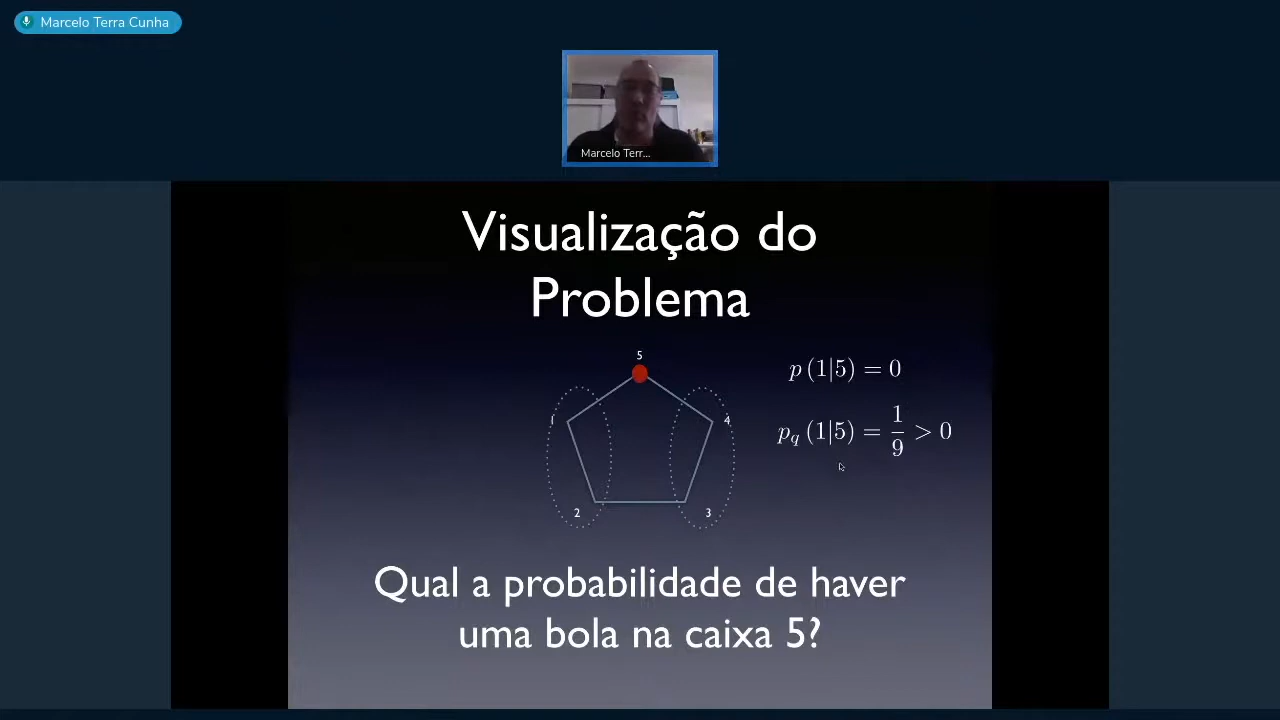 Marcelo Terra Cunha
Marcelo Terr...
Visualização do
Problema
5
1
4
2
3
p (1|5) = 0
p_q (1|5) = 1/9 > 0
Qual a probabilidade de haver
uma bola na caixa 5?